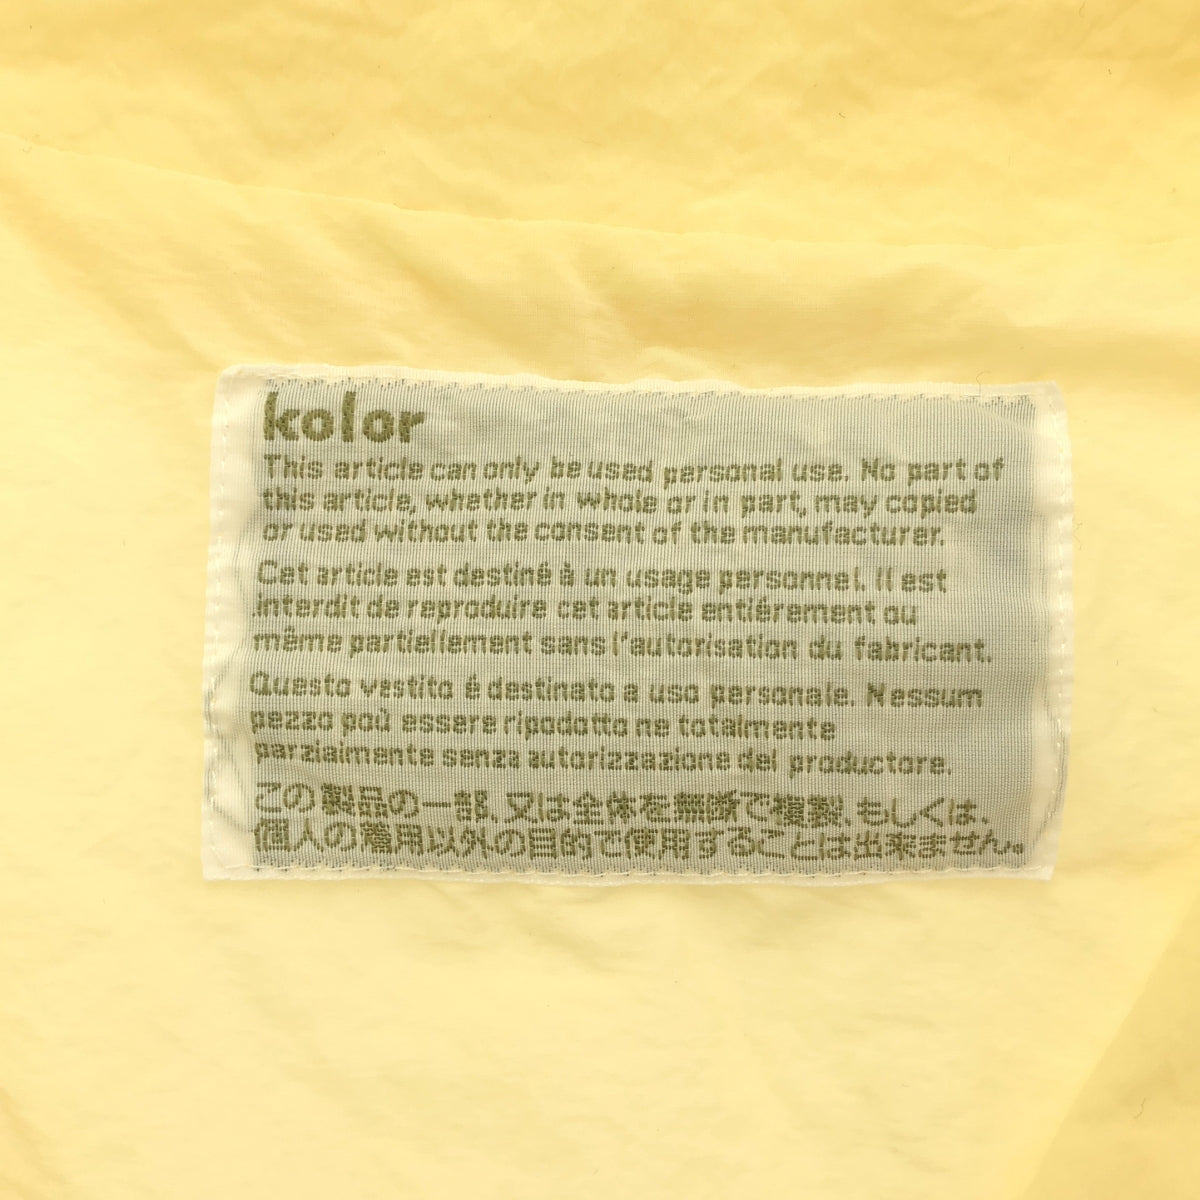 kolor
This article can only be used personal use. No part of
this article, whether in whole or in part, may copied
or used without the consent of the manufacturer.
Cet article est destiné à un usage personnel. Il est
interdit de reproduire cet article entiérement ou
même partiellement sans l'autorisation du fabricant.
Questo vestito é destinato a uso personale. Nessum
pezzo poù essere ripodotto ne totalmente
parzialmente senza autorizzazione del productore.
この製品の一部、又は全体を無断で複製、もしくは、
個人の着用以外の目的で使用することは出来ません。